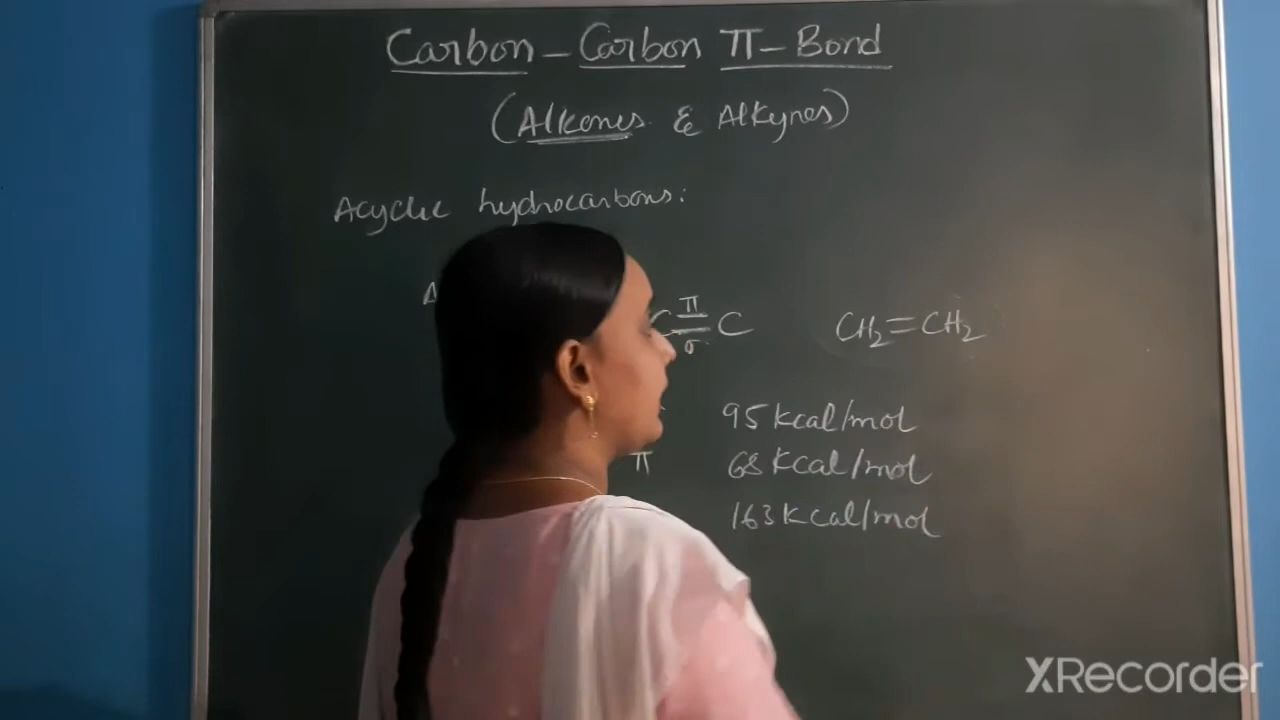 Carbon - Carbon π - Bond
(Alkenes & Alkynes)
Acyclic hydrocarbons:
A
C π σ C CH₂=CH₂
95 kcal/mol
π 68 kcal/mol
163 kcal/mol
XRecorder